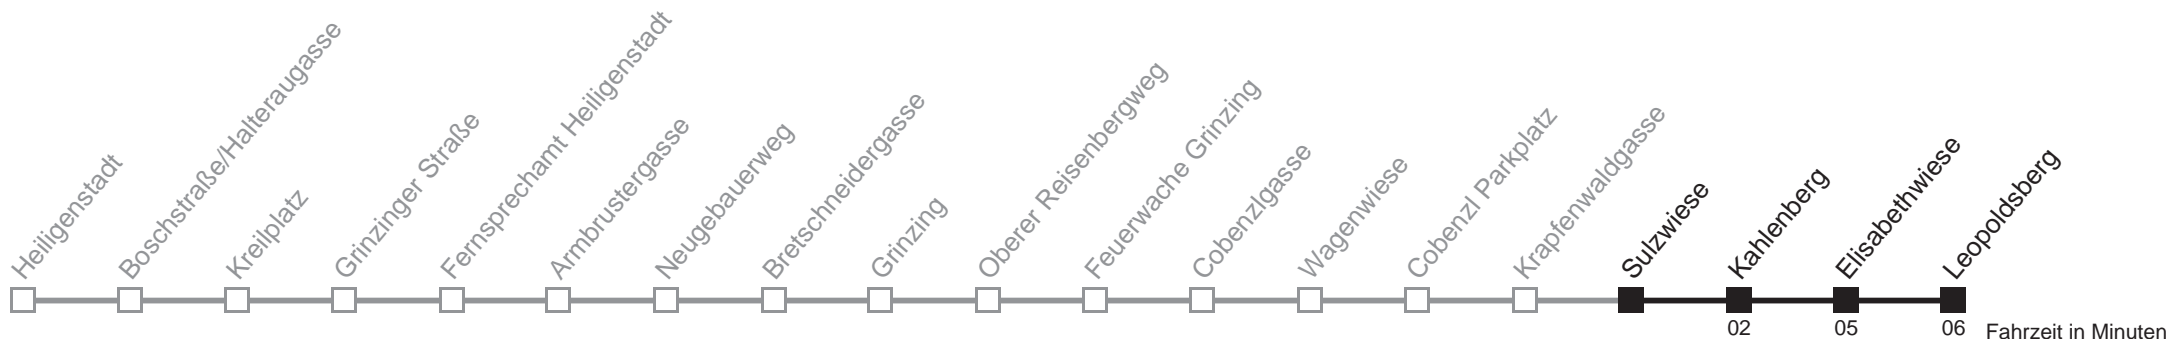 Heiligenstadt
Boschstraße/Halteraugasse
Kreilplatz
Grinzinger Straße
Fernsprechamt Heiligenstadt
Armbrustergasse
Neugebauerweg
Bretschneidergasse
Grinzing
Oberer Reisenbergweg
Feuerwache Grinzing
Cobenzlgasse
Wagenwiese
Cobenzl Parkplatz
Krapfenwaldgasse
Sulzwiese
Kahlenberg
Elisabethwiese
Leopoldsberg
02 05 06 Fahrzeit in Minuten